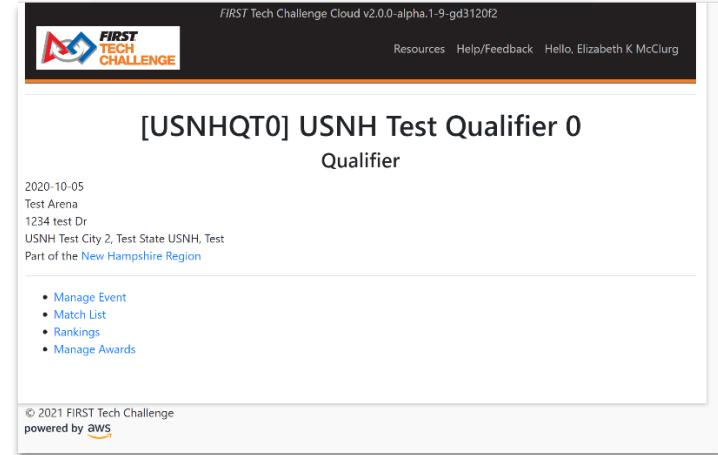 FIRST Tech Challenge Cloud v2.0.0-alpha.1-9-gd3120f2
FIRST
TECH
CHALLENGE
Resources Help/Feedback Hello, Elizabeth K McClurg
[USNHQT0] USNH Test Qualifier 0
Qualifier
2020-10-05
Test Arena
1234 test Dr
USNH Test City 2, Test State USNH, Test
Part of the New Hampshire Region
• Manage Event
• Match List
• Rankings
• Manage Awards
© 2021 FIRST Tech Challenge
powered by aws